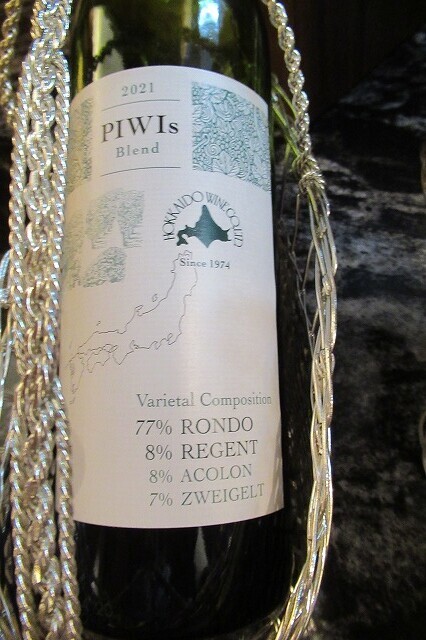 2021
PIWIs
Blend
HOKKAIDO WINE CO.,LTD
Since 1974
Varietal Composition
77% RONDO
8% REGENT
8% ACOLON
7% ZWEIGELT